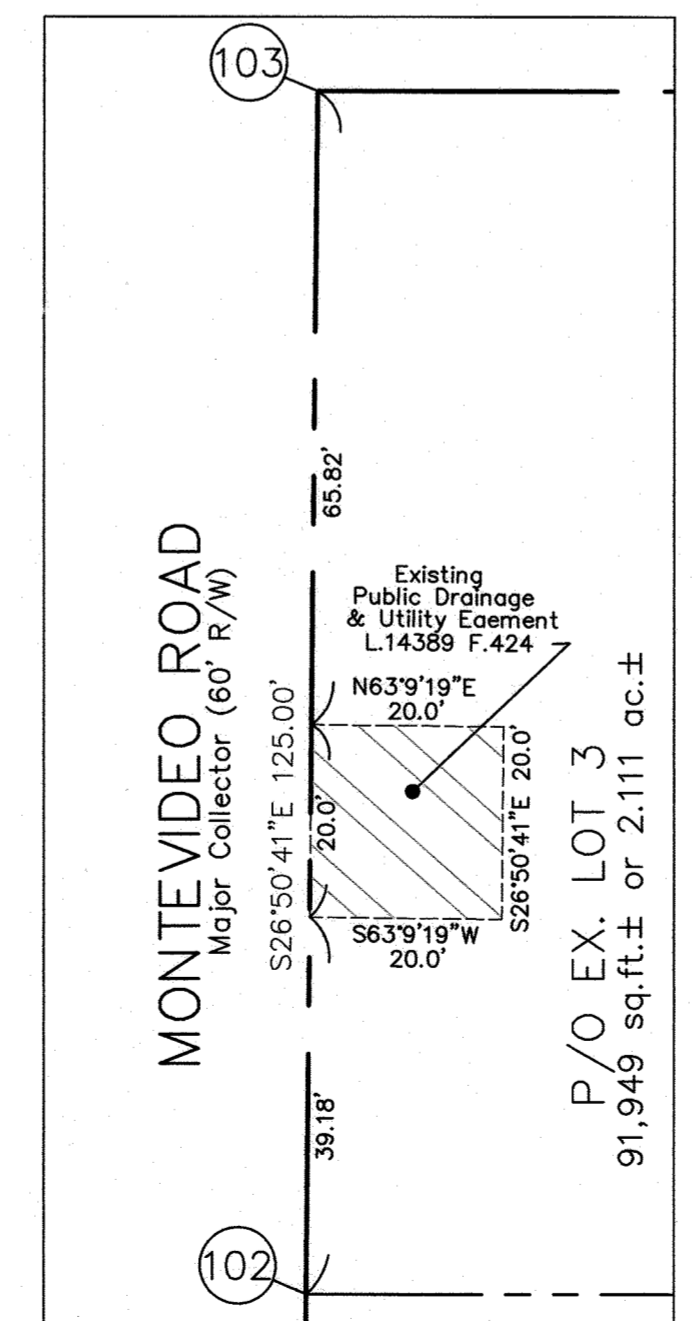 103
65.82'
MONTEVIDEO ROAD
Major Collector (60' R/W)
Existing
Public Drainage
& Utility Eaement
L.14389 F.424
N63°9'19"E
20.0'
S26°50'41"E 125.00'
20.0'
S26°50'41"E 20.0'
S63°9'19"W
20.0'
P/O EX. LOT 3
91,949 sq.ft.± or 2.111 ac.±
39.18'
102